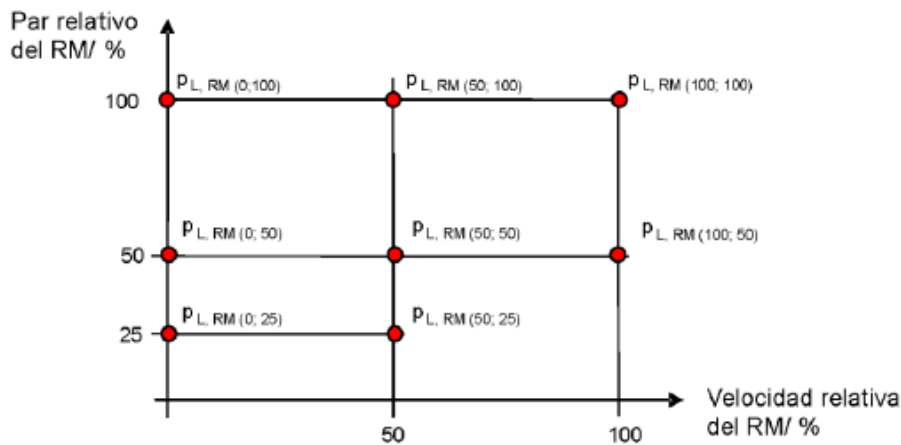 Par relativo
del RM/ %
P L, RM (0;100)
P L, RM (50; 100)
P L, RM (100; 100)
100
P L, RM (0; 50)
P L, RM (50; 50)
P L, RM (100; 50)
50
P L, RM (0; 25)
P L, RM (50; 25)
25
Velocidad relativa
del RM/ %
50
100